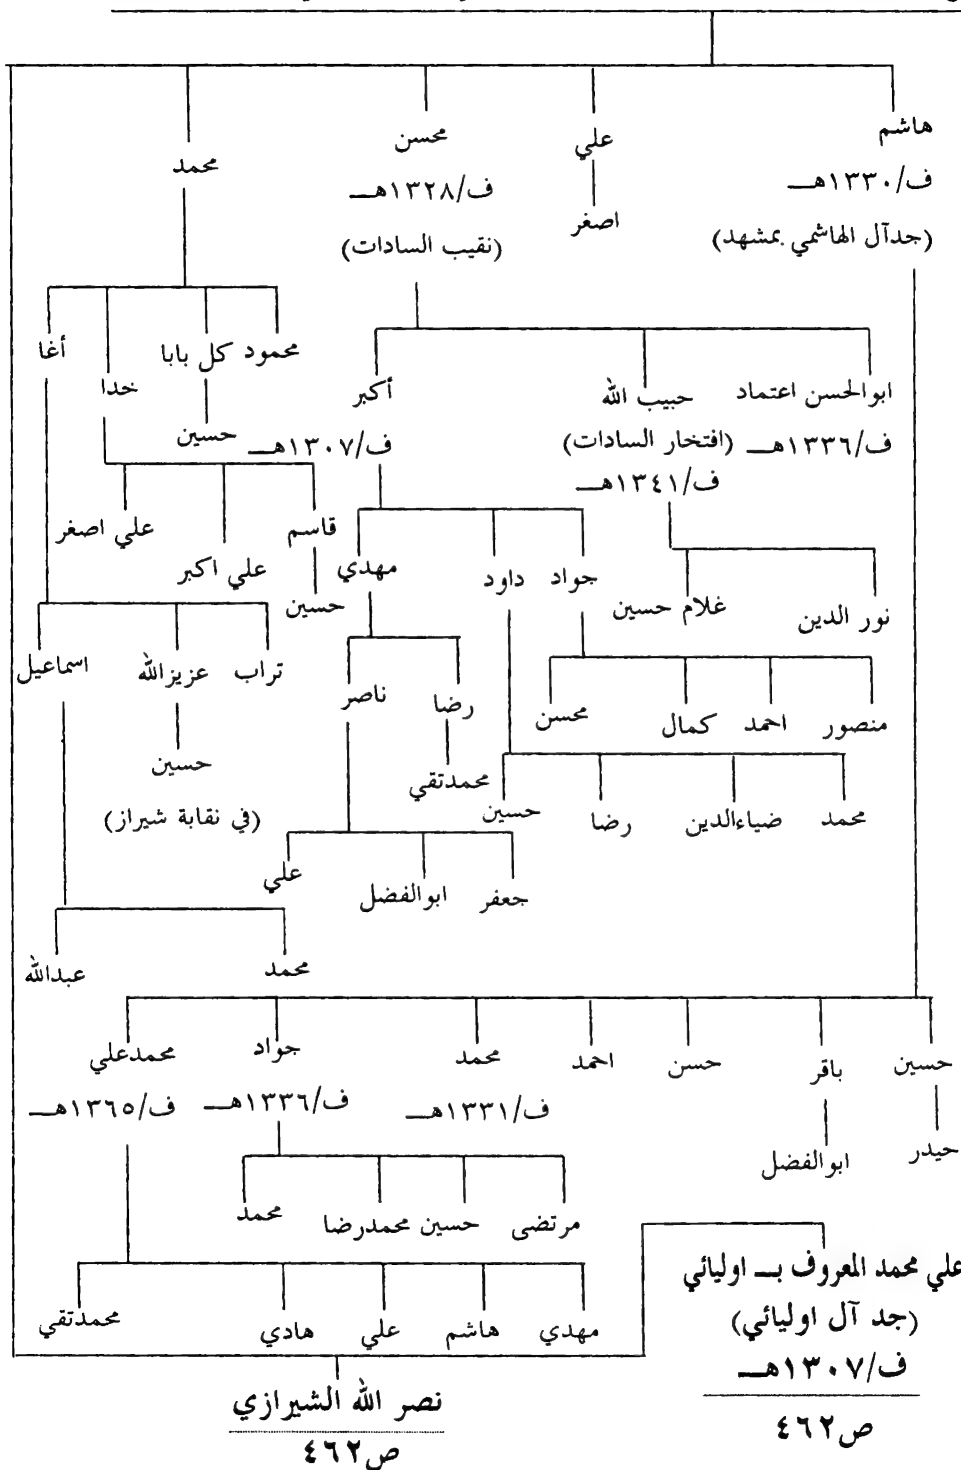 هاشم
ف/١٣٣٠هـ
(جدآل الهاشمي بمشهد)
علي
اصغر
محسن
ف/١٣٢٨هـ
(نقيب السادات)
محمد
محمود
كل بابا
حسين
خدا
أغا
ابوالحسن اعتماد
ف/١٣٣٦هـ
حبيب الله
(افتخار السادات)
ف/١٣٤١هـ
أكبر
ف/١٣٠٧هـ
قاسم
حسين
علي اكبر
علي اصغر
نور الدين
غلام حسين
جواد
داود
مهدي
تراب
عزيزالله
حسين
(في نقابة شيراز)
اسماعيل
منصور
احمد
كمال
محسن
رضا
محمدتقي
ناصر
محمد
ضياءالدين
رضا
حسين
جعفر
ابوالفضل
علي
محمد
عبدالله
حسين
حيدر
باقر
ابوالفضل
حسن
احمد
محمد
ف/١٣٣١هـ
جواد
ف/١٣٣٦هـ
محمدعلي
ف/١٣٦٥هـ
مرتضى
حسين
محمدرضا
محمد
مهدي
هاشم
علي
هادي
محمدتقي
علي محمد المعروف بـ اوليائي
(جد آل اوليائي)
ف/١٣٠٧هـ
ص٤٦٢
نصر الله الشيرازي
ص٤٦٢